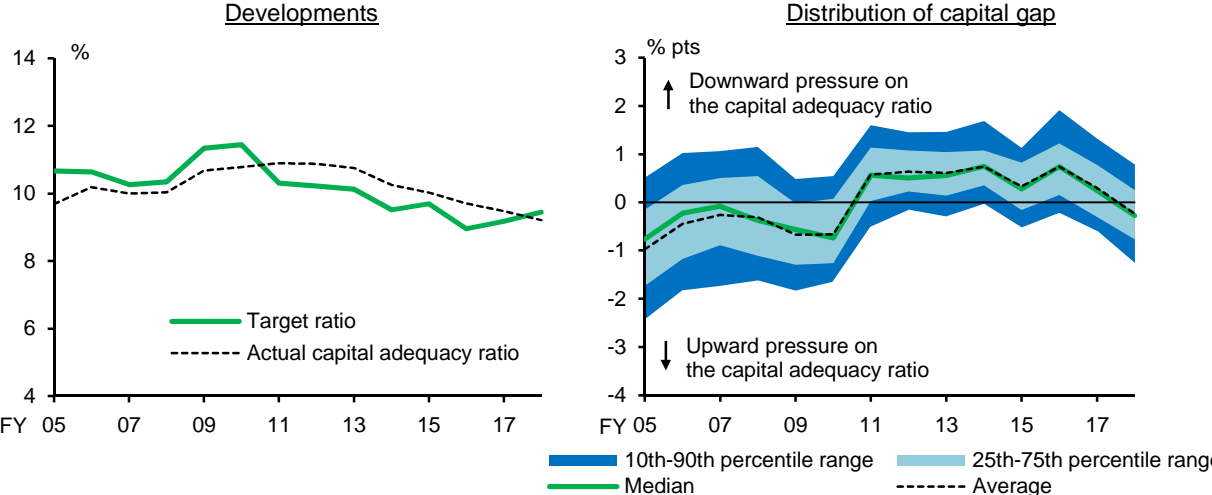 Developments
%
14
12
10
8
6
4
Target ratio
Actual capital adequacy ratio
FY 05 07 09 11 13 15 17
Distribution of capital gap
% pts
3
2
1
0
-1
-2
-3
-4
Downward pressure on
the capital adequacy ratio
Upward pressure on
the capital adequacy ratio
FY 05 07 09 11 13 15 17
10th-90th percentile range
25th-75th percentile range
Median
Average